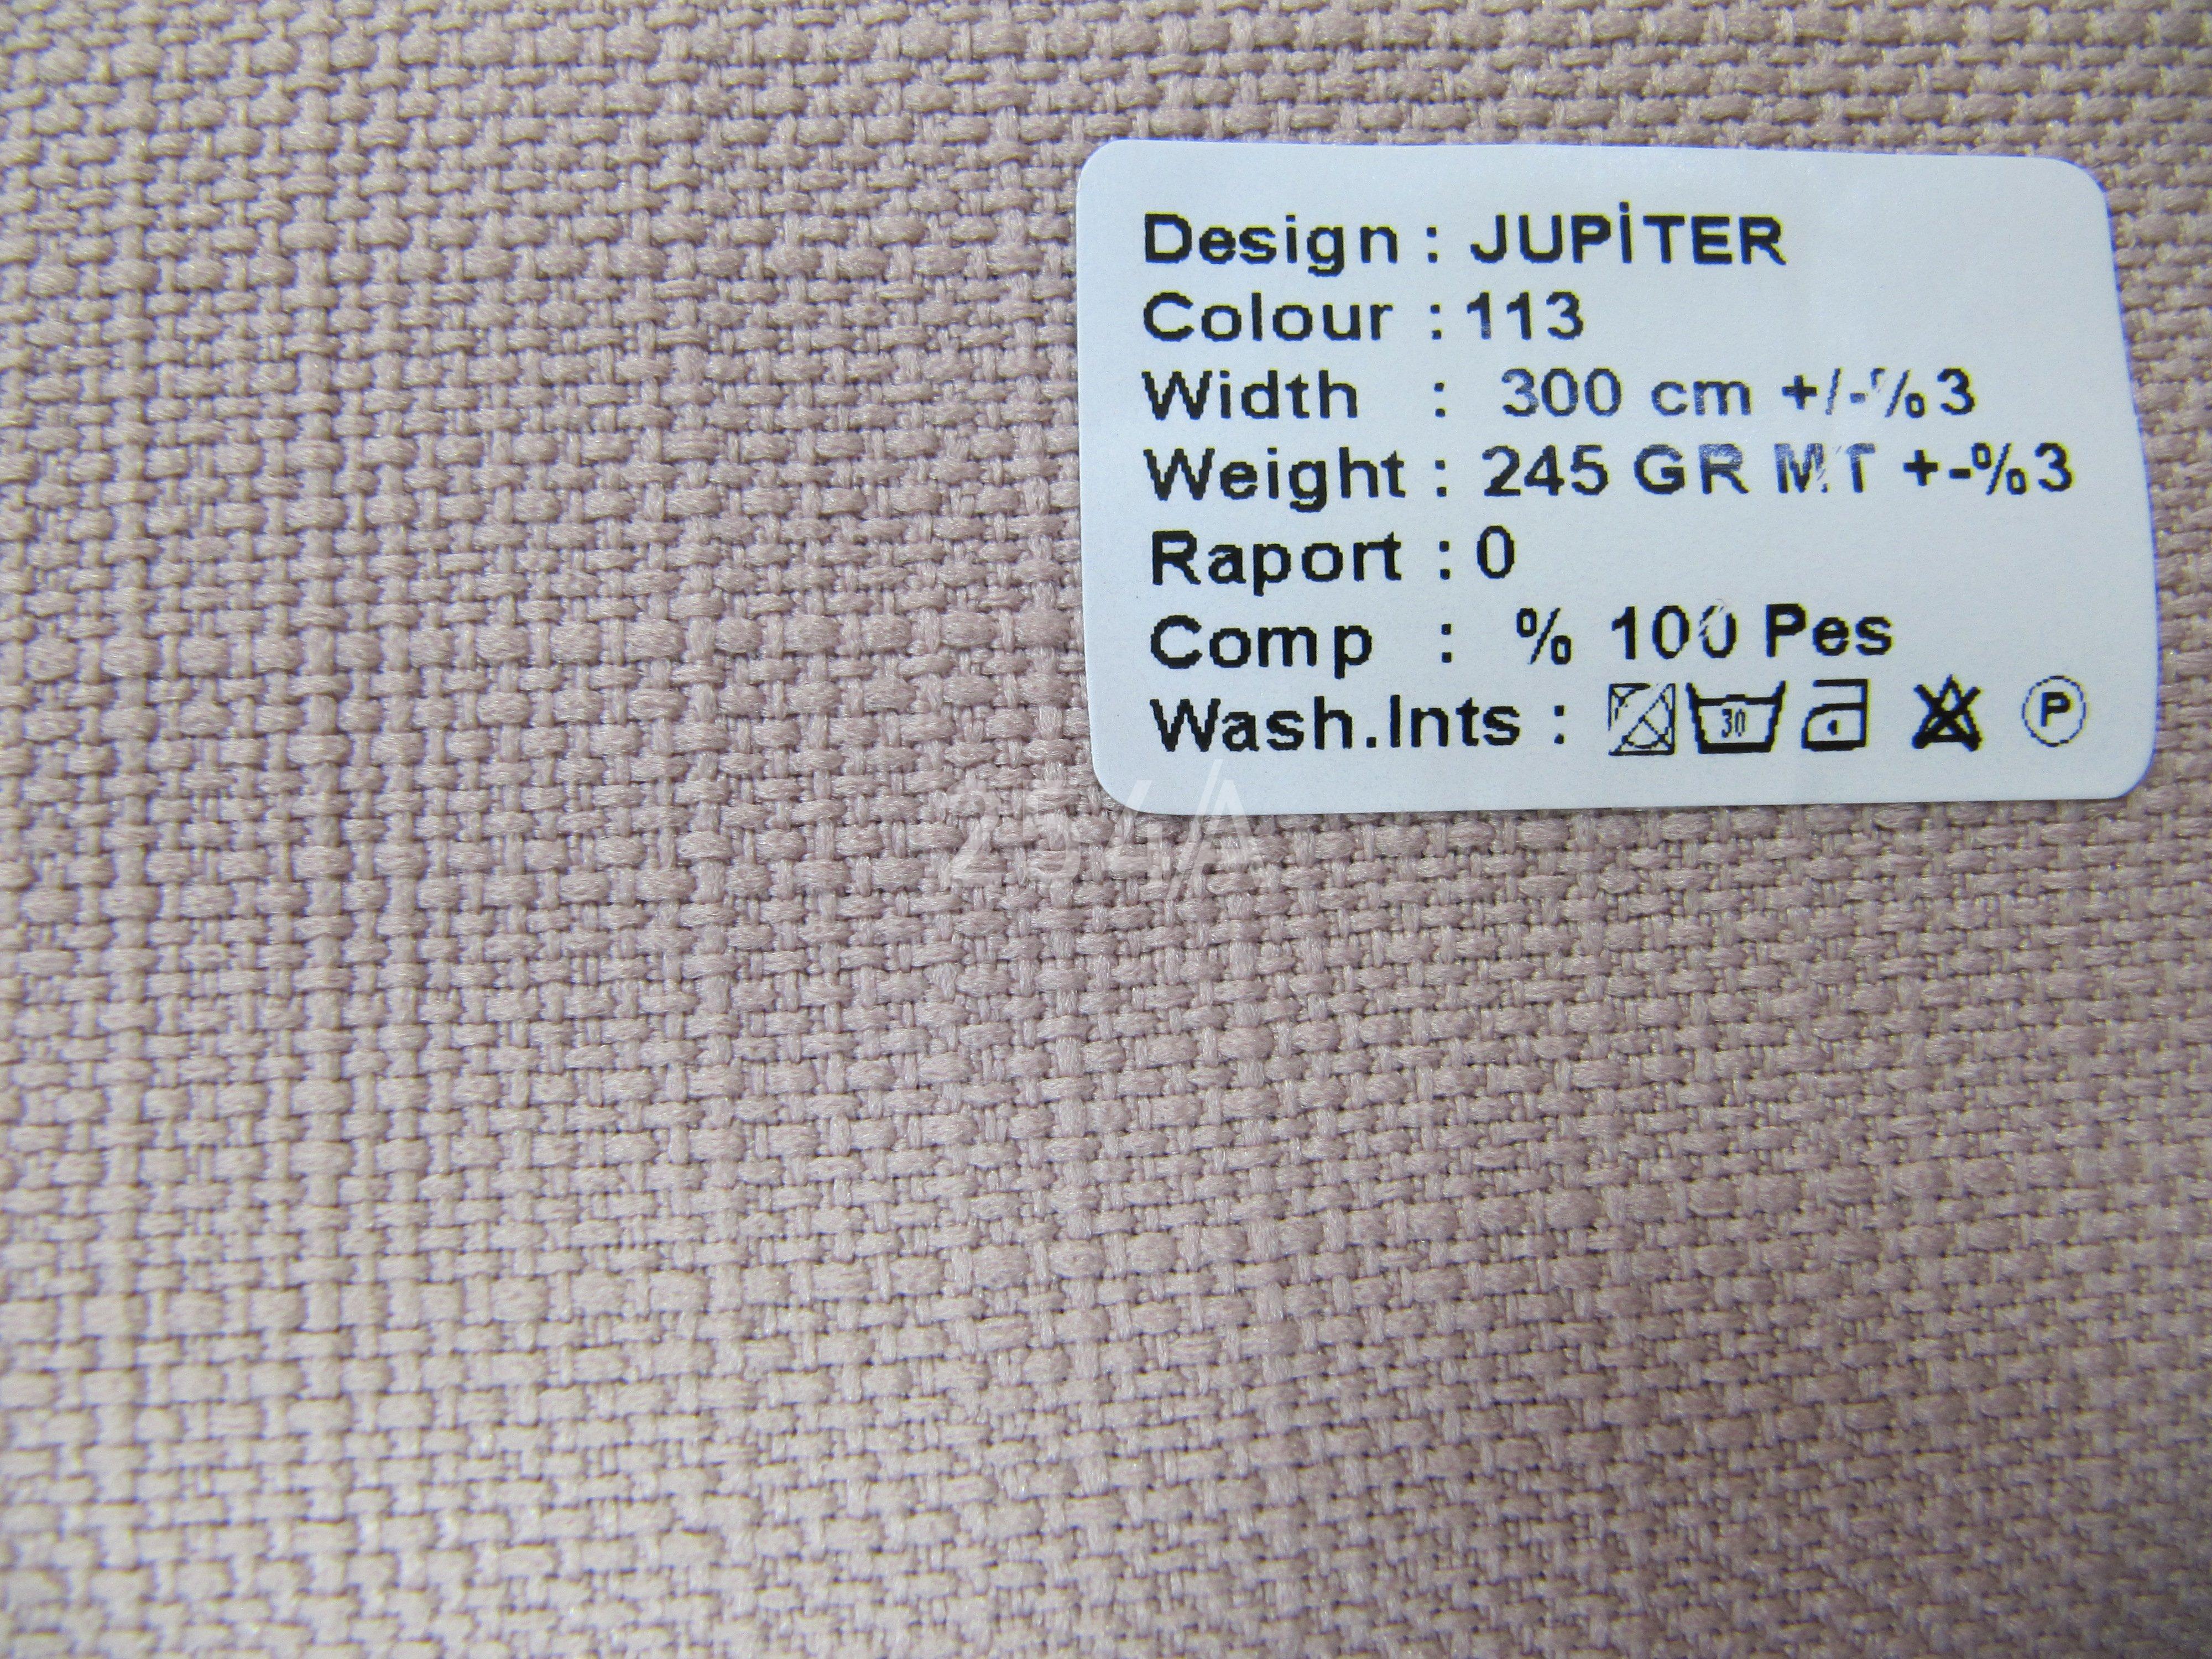 Design : JUPİTER
Colour : 113
Width : 300 cm +/-%3
Weight : 245 GR MT +-%3
Raport : 0
Comp : % 100 Pes
Wash.Ints : 30 P